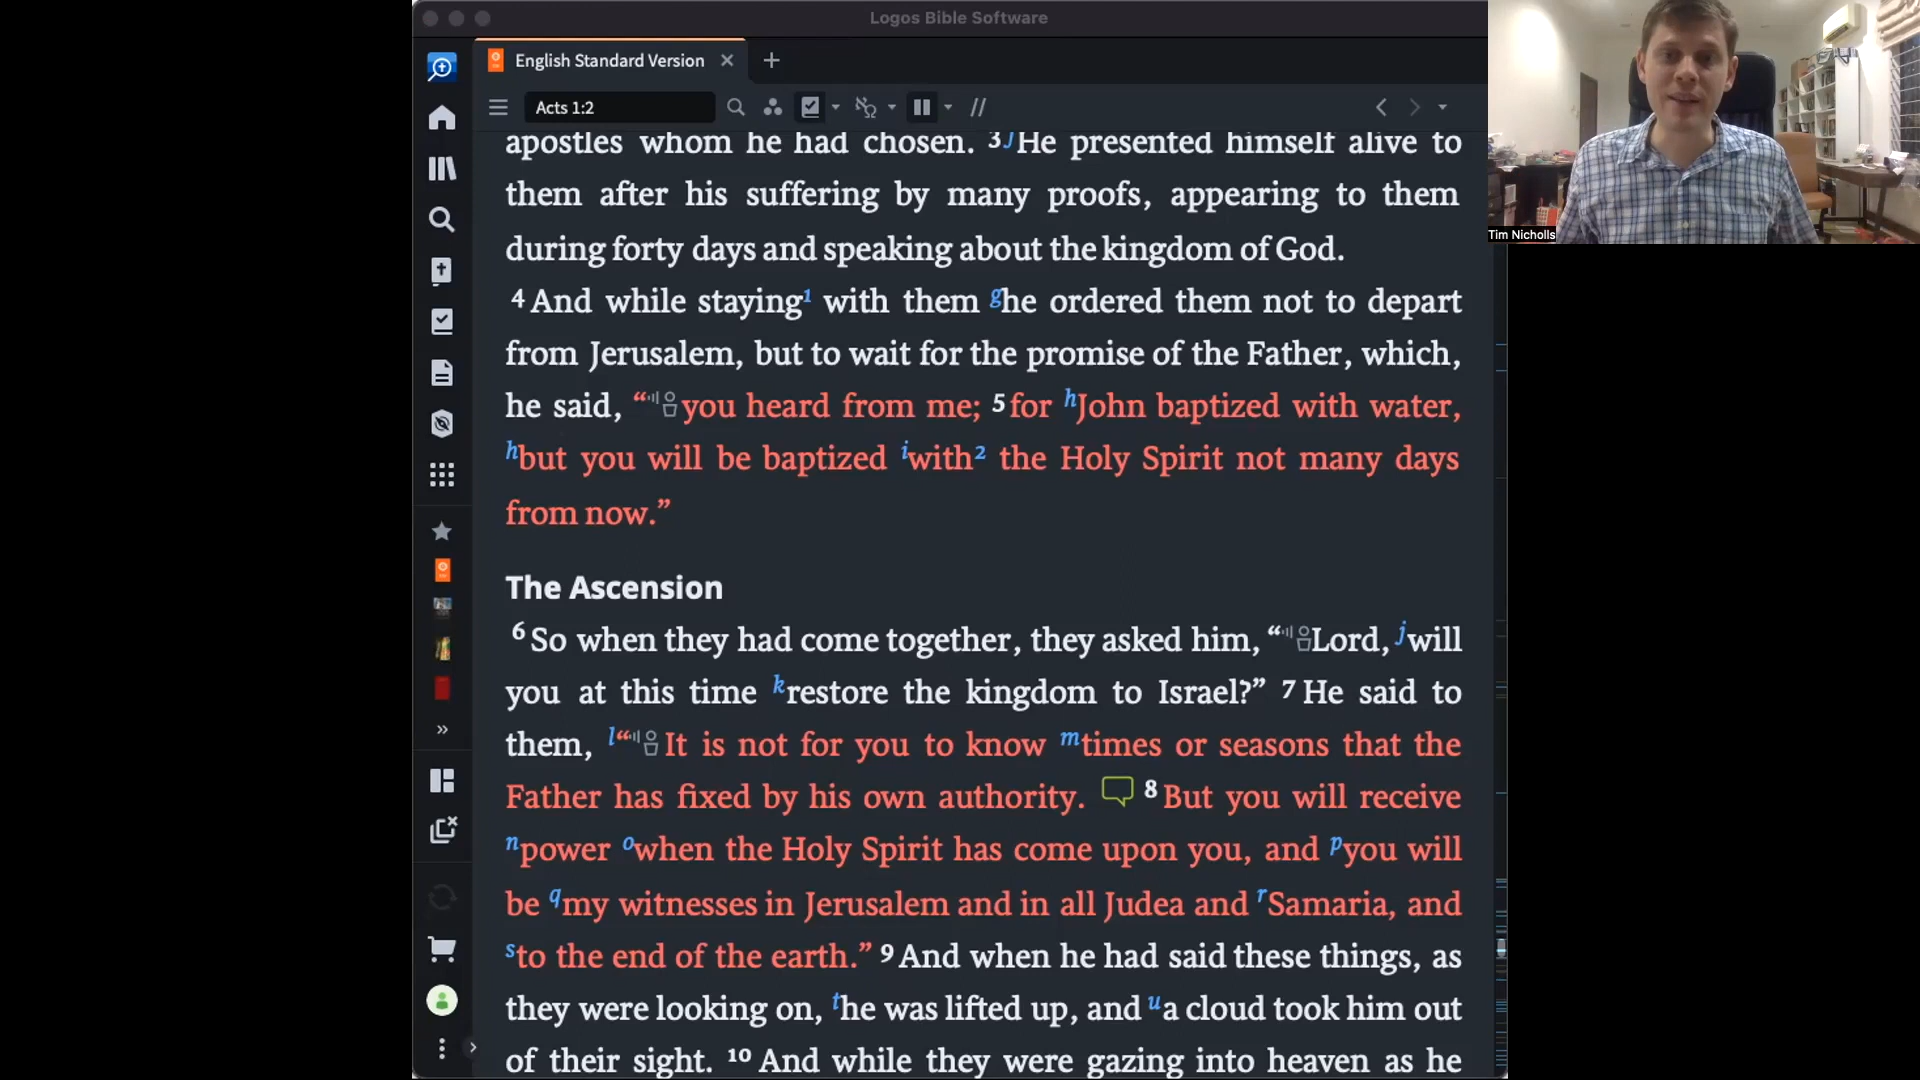 Logos Bible Software
English Standard Version
Acts 1:2
apostles whom he had chosen. 3 j He presented himself alive to
them after his suffering by many proofs, appearing to them
during forty days and speaking about the kingdom of God.
4 And while staying1 with them g he ordered them not to depart
from Jerusalem, but to wait for the promise of the Father, which,
he said, “you heard from me; 5 for h John baptized with water,
h but you will be baptized i with2 the Holy Spirit not many days
from now.”
The Ascension
6 So when they had come together, they asked him, “Lord, j will
you at this time k restore the kingdom to Israel?” 7 He said to
them, l “It is not for you to know m times or seasons that the
Father has fixed by his own authority. 8 But you will receive
n power o when the Holy Spirit has come upon you, and p you will
be q my witnesses in Jerusalem and in all Judea and r Samaria, and
s to the end of the earth.” 9 And when he had said these things, as
they were looking on, t he was lifted up, and u a cloud took him out
of their sight. 10 And while they were gazing into heaven as he
Tim Nicholls